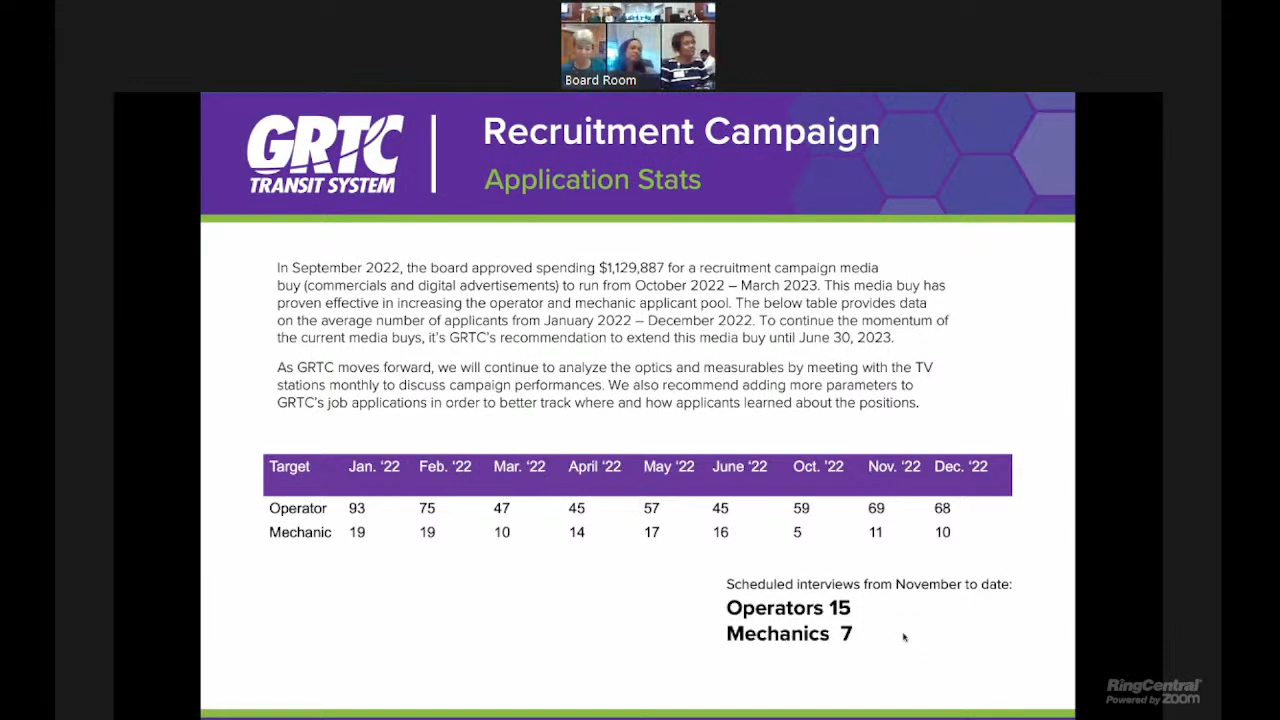 Board Room
GRTC
TRANSIT SYSTEM
Recruitment Campaign
Application Stats
In September 2022, the board approved spending $1,129,887 for a recruitment campaign media
buy (commercials and digital advertisements) to run from October 2022 – March 2023. This media buy has
proven effective in increasing the operator and mechanic applicant pool. The below table provides data
on the average number of applicants from January 2022 – December 2022. To continue the momentum of
the current media buys, it's GRTC's recommendation to extend this media buy until June 30, 2023.
As GRTC moves forward, we will continue to analyze the optics and measurables by meeting with the TV
stations monthly to discuss campaign performances. We also recommend adding more parameters to
GRTC's job applications in order to better track where and how applicants learned about the positions.
Target Jan. '22 Feb. '22 Mar. '22 April '22 May '22 June '22 Oct. '22 Nov. '22 Dec. '22
Operator 93 75 47 45 57 45 59 69 68
Mechanic 19 19 10 14 17 16 5 11 10
Scheduled interviews from November to date:
Operators 15
Mechanics 7
RingCentral
Powered by zoom